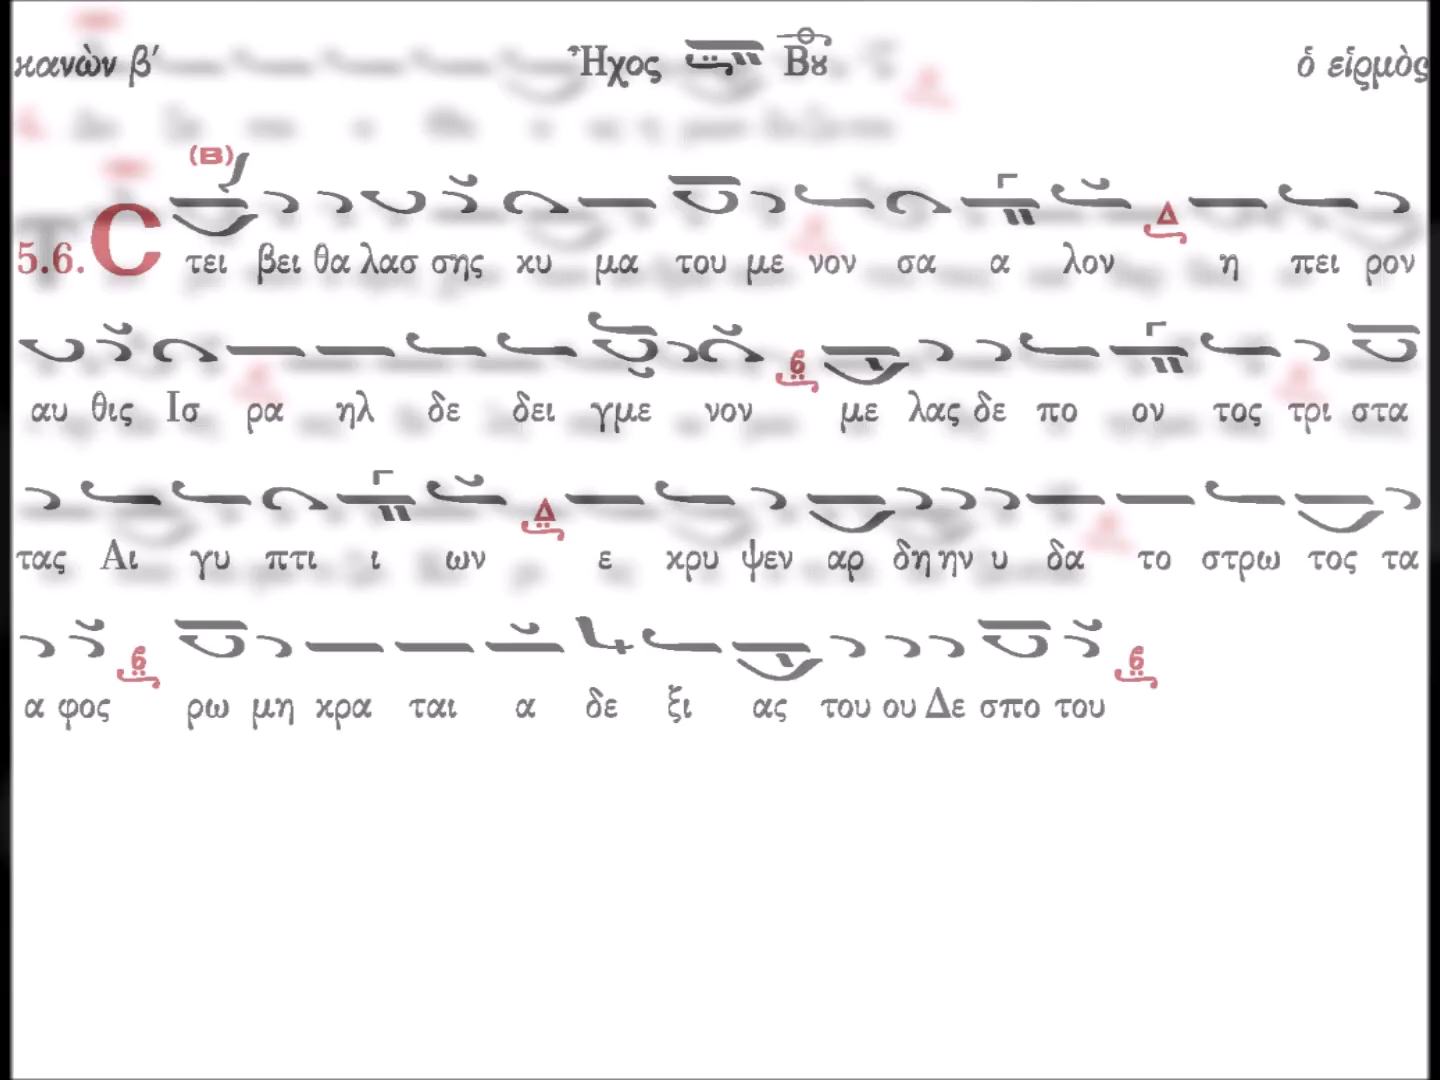 κανὼν β′ Ἦχος Βȣ ὁ εἱρμὸς
(Β)
5.6. Ϲ τει βει θα λασ σης κυ μα του με νον σα α λον Δ η πει ρον
αυ θις Ισ ρα ηλ δε δει γμε νον με λας δε πο ον τος τρι στα
τας Αι γυ πτι ι ων Δ ε κρυ ψεν αρ δη ην υ δα το στρω τος τα
α φος ρω μη κρα ται α δε ξι ας του ου Δε σπο του